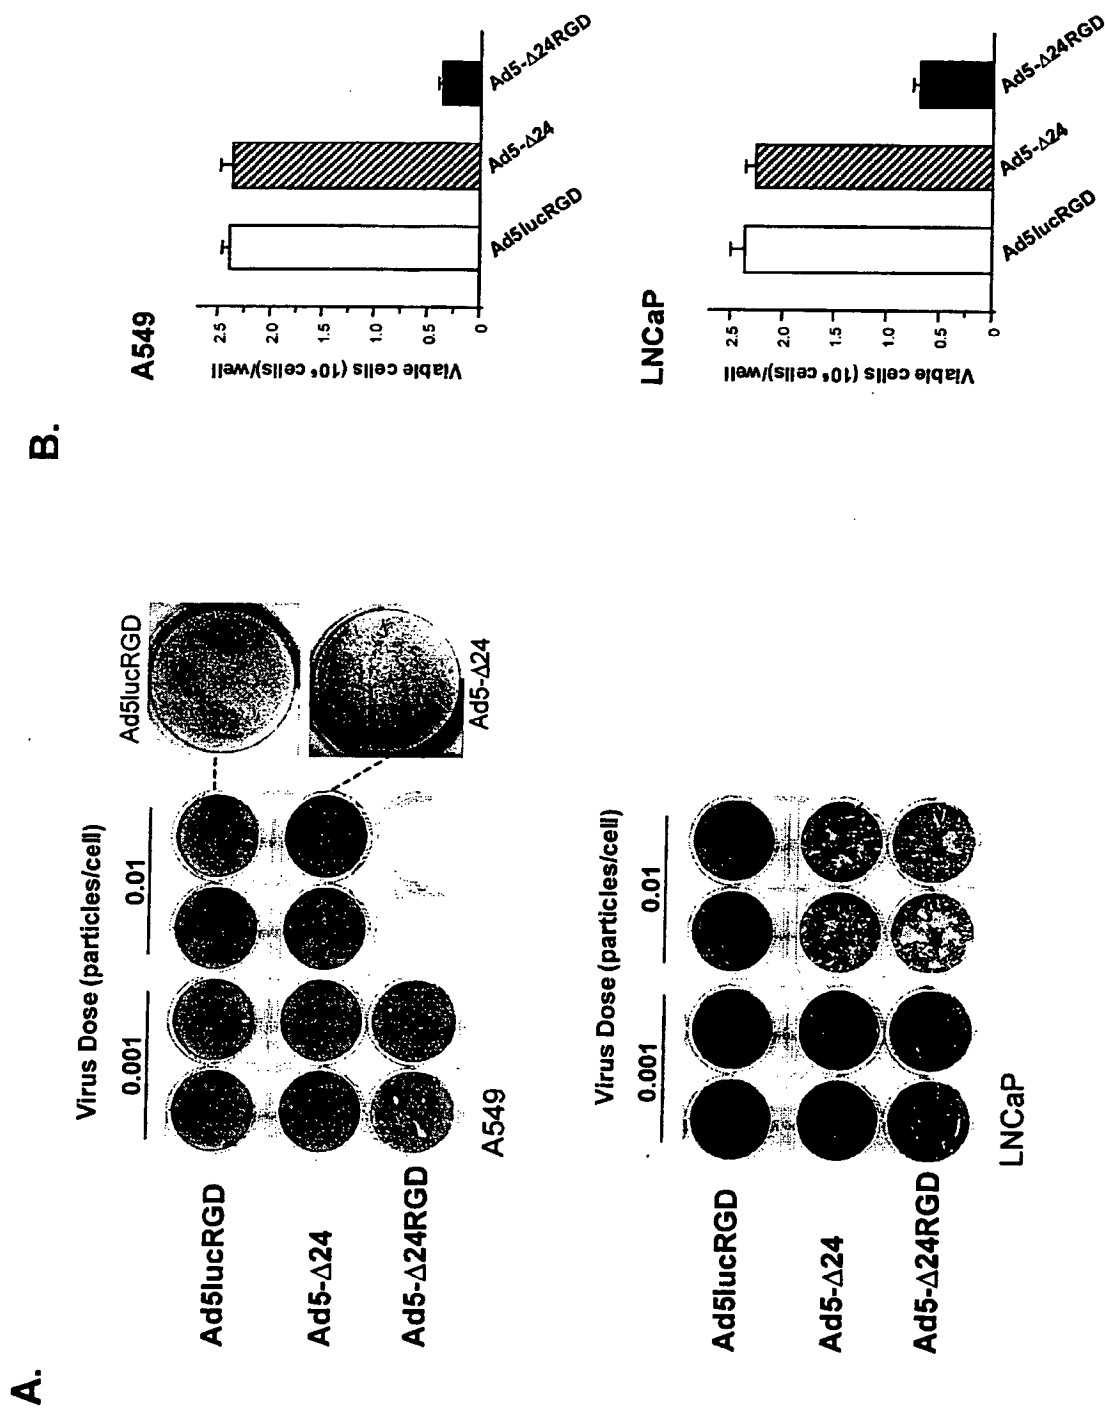 A.
Virus Dose (particles/cell)
0.001 0.01
Ad5lucRGD
Ad5-Δ24
Ad5-Δ24RGD
A549
Ad5lucRGD
Ad5-Δ24
Virus Dose (particles/cell)
0.001 0.01
Ad5lucRGD
Ad5-Δ24
Ad5-Δ24RGD
LNCaP
B.
A549
Viable cells (10⁶ cells)/well
2.5
2.0
1.5
1.0
0.5
0
Ad5lucRGD
Ad5-Δ24
Ad5-Δ24RGD
LNCaP
Viable cells (10⁶ cells)/well
2.5
2.0
1.5
1.0
0.5
0
Ad5lucRGD
Ad5-Δ24
Ad5-Δ24RGD